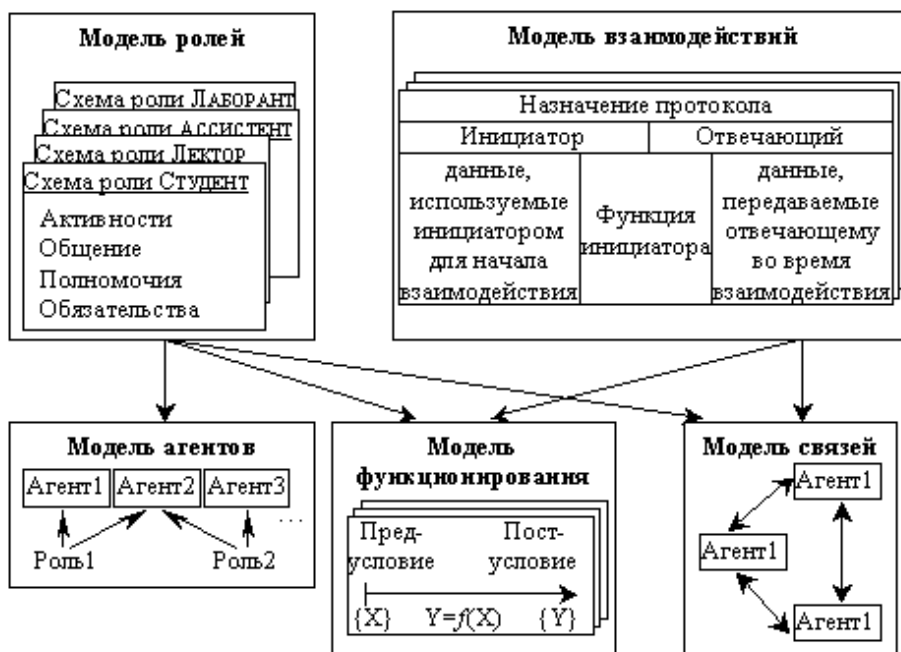 Модель ролей
Схема роли ЛАБОРАНТ
Схема роли АССИСТЕНТ
Схема роли ЛЕКТОР
Схема роли СТУДЕНТ
Активности
Общение
Полномочия
Обязательства
Модель взаимодействий
Назначение протокола
Инициатор
Отвечающий
данные,
используемые
инициатором
для начала
взаимодействия
Функция
инициатора
данные,
передаваемые
отвечающему
во время
взаимодействия
Модель агентов
Агент1
Агент2
Агент3
...
Роль1
Роль2
Модель
функционирования
Пред-
условие
Пост-
условие
{X}
Y=f(X)
{Y}
Модель связей
Агент1
Агент1
Агент1